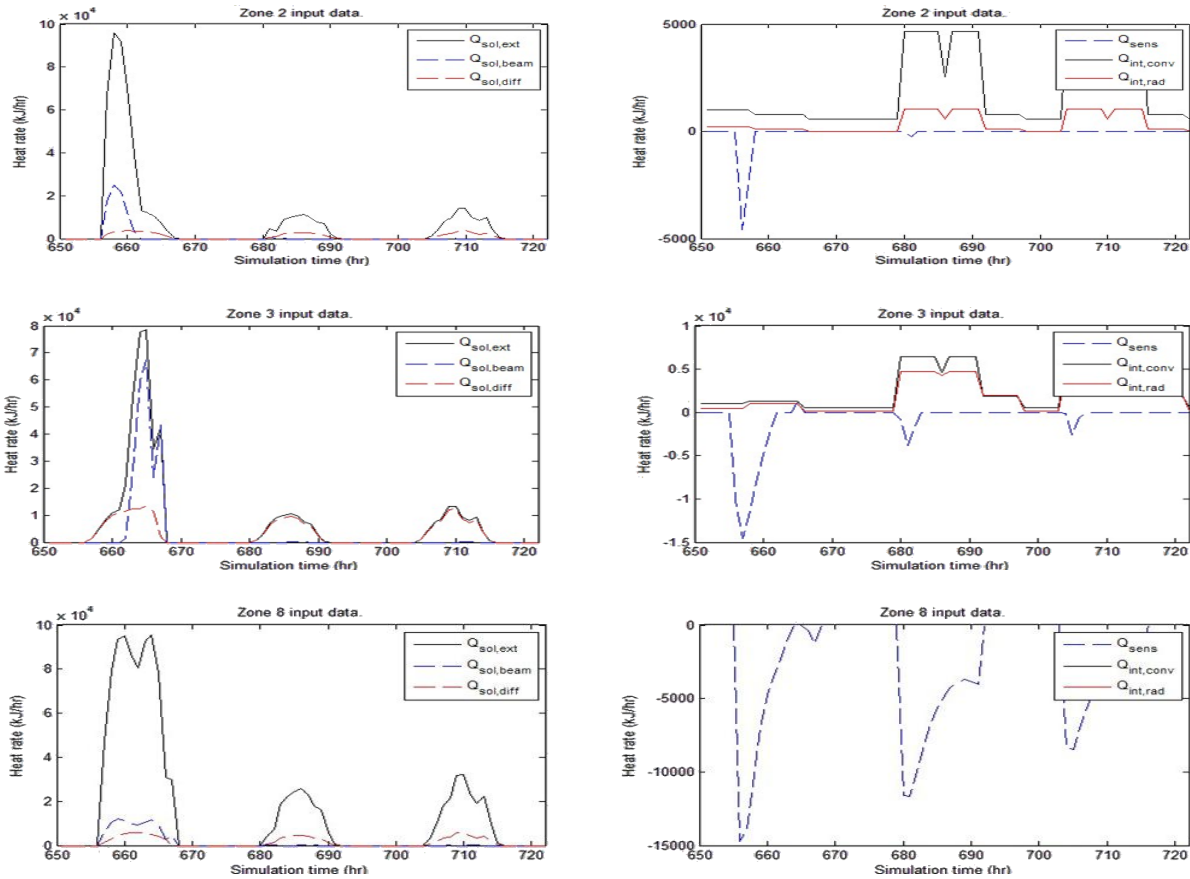 Zone 2 input data.
x 10^4
Heat rate (kJ/hr)
10
8
6
4
2
0
Q_sol,ext
Q_sol,beam
Q_sol,diff
650 660 670 680 690 700 710 720
Simulation time (hr)
Zone 2 input data.
Heat rate (kJ/hr)
5000
0
-5000
Q_sens
Q_int,conv
Q_int,rad
650 660 670 680 690 700 710 720
Simulation time (hr)
Zone 3 input data.
x 10^4
Heat rate (kJ/hr)
8
7
6
5
4
3
2
1
0
Q_sol,ext
Q_sol,beam
Q_sol,diff
650 660 670 680 690 700 710 720
Simulation time (hr)
Zone 3 input data.
x 10^4
Heat rate (kJ/hr)
1
0.5
0
-0.5
-1
-1.5
Q_sens
Q_int,conv
Q_int,rad
650 660 670 680 690 700 710 720
Simulation time (hr)
Zone 8 input data.
x 10^4
Heat rate (kJ/hr)
10
8
6
4
2
0
Q_sol,ext
Q_sol,beam
Q_sol,diff
650 660 670 680 690 700 710 720
Simulation time (hr)
Zone 8 input data.
Heat rate (kJ/hr)
0
-5000
-10000
-15000
Q_sens
Q_int,conv
Q_int,rad
650 660 670 680 690 700 710 720
Simulation time (hr)